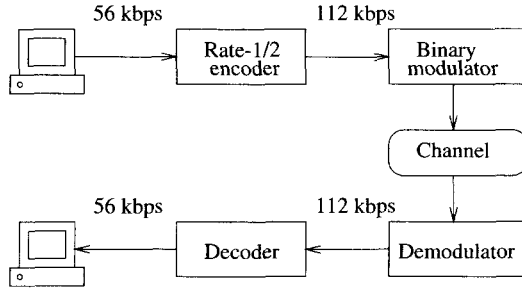 56 kbps
112 kbps
Rate-1/2
encoder
Binary
modulator
Channel
56 kbps
112 kbps
Decoder
Demodulator